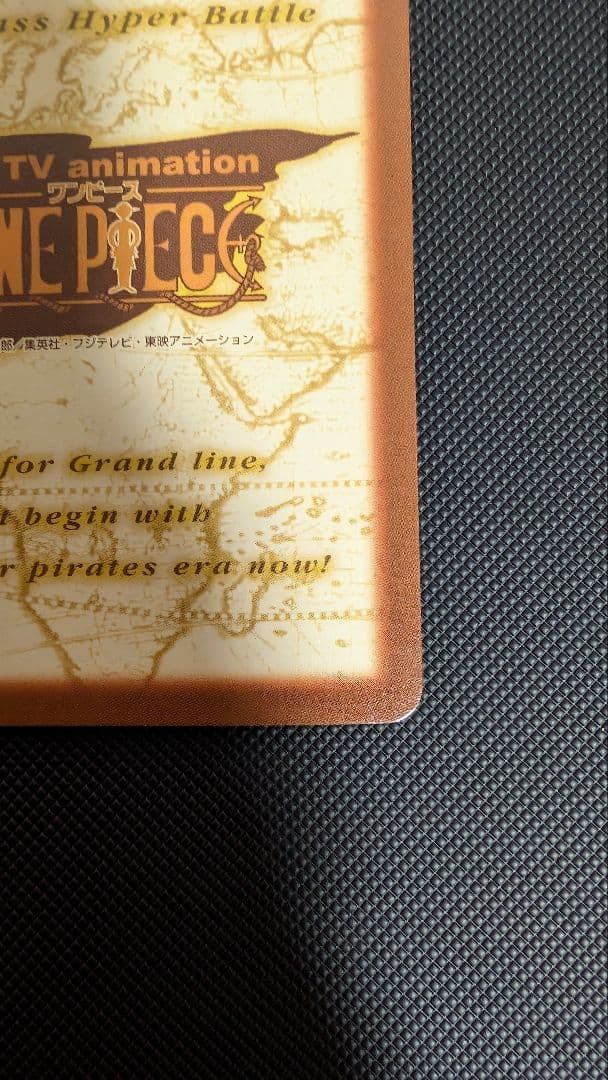 ss Hyper Battle
TV animation
ワンピース
NE PIECE
郎／集英社・フジテレビ・東映アニメーション
for Grand line,
t begin with
r pirates era now!